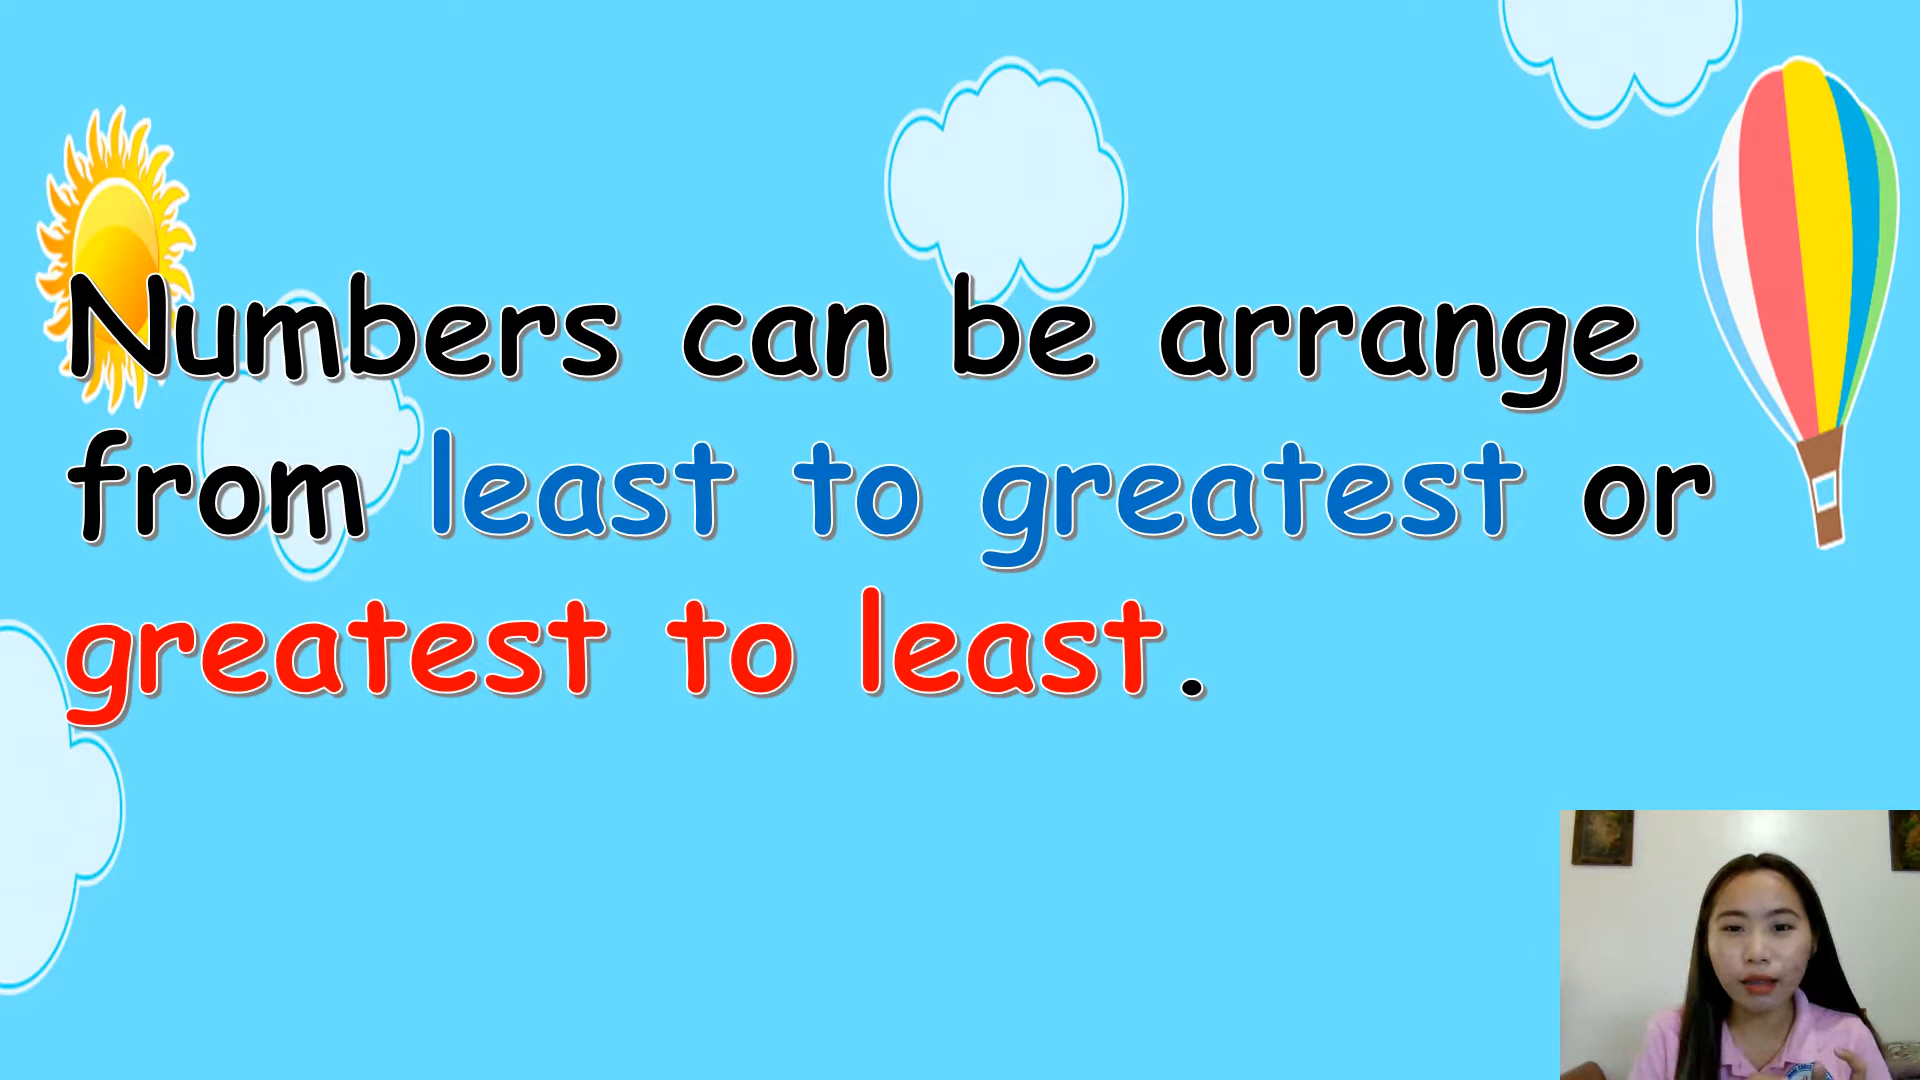 Numbers can be arrange
from least to greatest or
greatest to least.